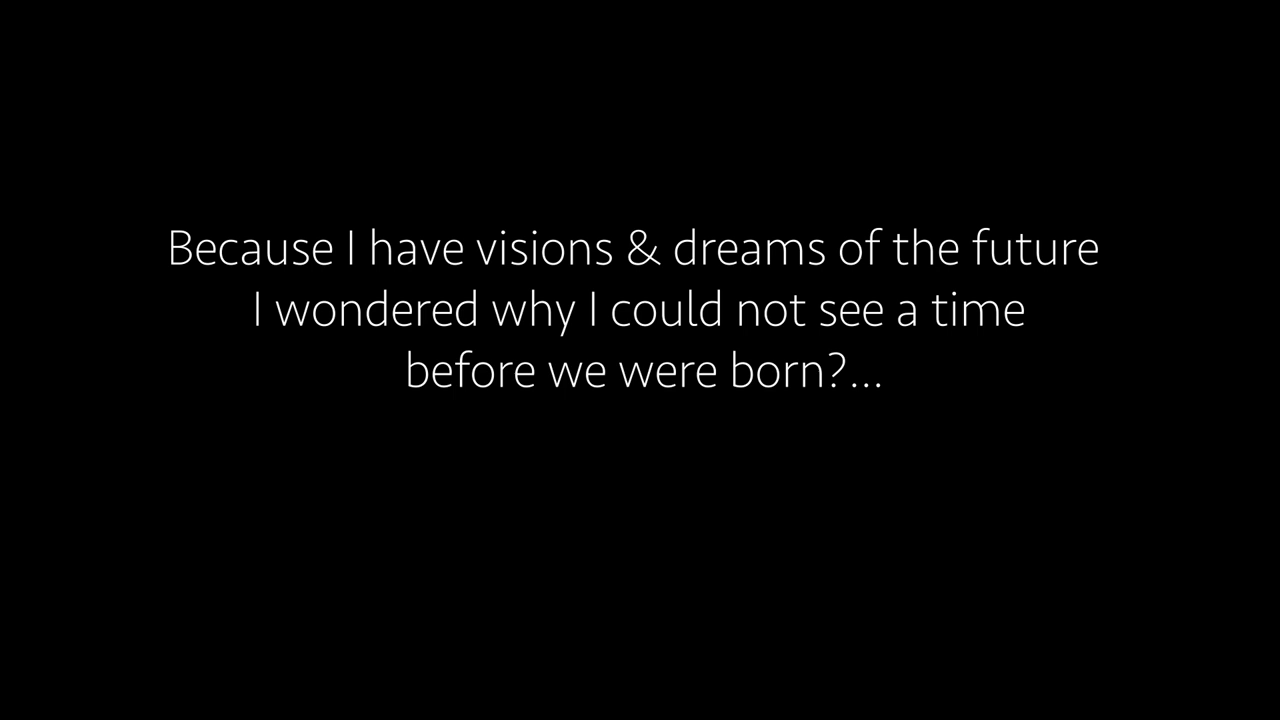 Because I have visions & dreams of the future
I wondered why I could not see a time
before we were born?...